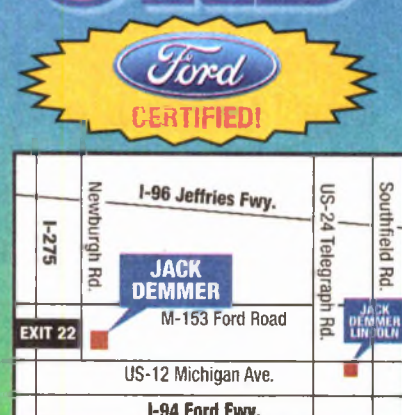 Ford
CERTIFIED!
I-275
Newburgh Rd.
I-96 Jeffries Fwy.
US-24 Telegraph Rd.
Southfield Rd.
JACK
DEMMER
JACK
DEMMER
LINCOLN
EXIT 22
M-153 Ford Road
US-12 Michigan Ave.
I-94 Ford Fwy.